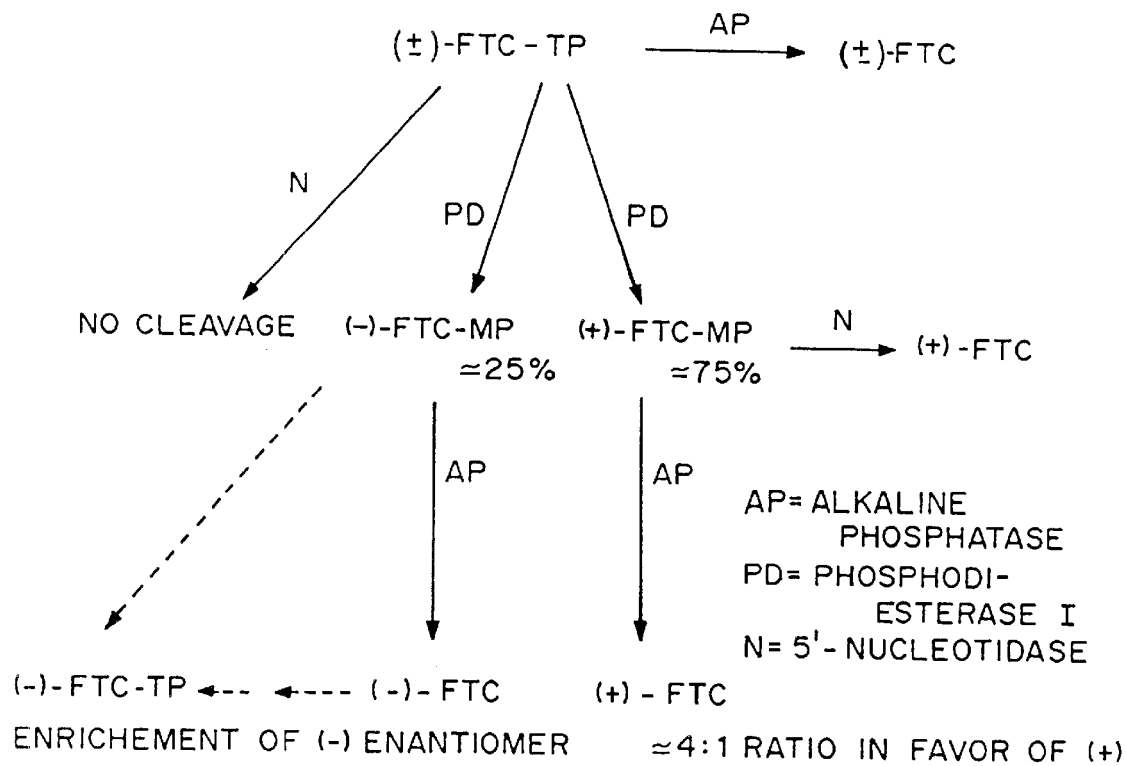 (±)-FTC-TP AP (±)-FTC
N PD PD
NO CLEAVAGE (-)-FTC-MP (+)-FTC-MP N (+)-FTC
≃25% ≃75%
AP AP
AP= ALKALINE
PHOSPHATASE
PD= PHOSPHODI-
ESTERASE I
N= 5'-NUCLEOTIDASE
(-)-FTC-TP (-)-FTC (+)-FTC
ENRICHEMENT OF (-) ENANTIOMER ≃4:1 RATIO IN FAVOR OF (+)